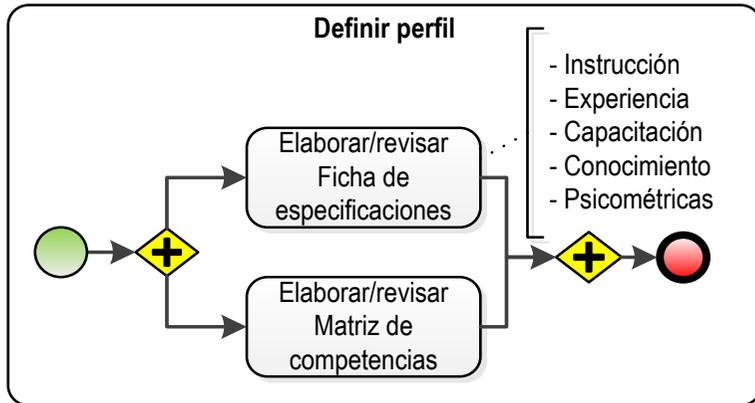 Definir perfil
- Instrucción
- Experiencia
- Capacitación
- Conocimiento
- Psicométricas
Elaborar/revisar
Ficha de
especificaciones
Elaborar/revisar
Matriz de
competencias